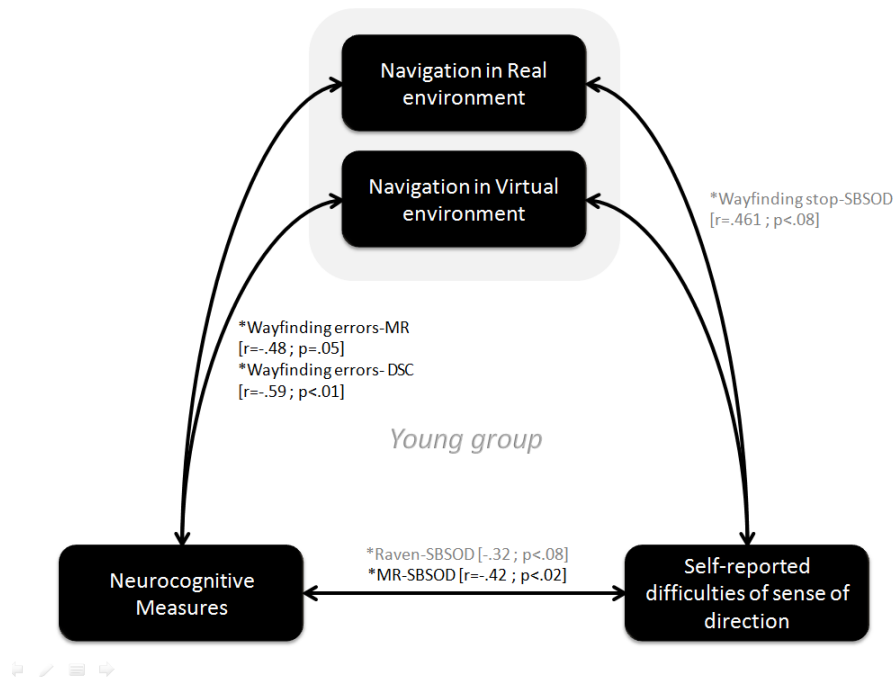 Navigation in Real
environment
Navigation in Virtual
environment
*Wayfinding stop-SBSOD
[r=.461 ; p<.08]
*Wayfinding errors-MR
[r=-.48 ; p=.05]
*Wayfinding errors- DSC
[r=-.59 ; p<.01]
Young group
*Raven-SBSOD [-.32 ; p<.08]
*MR-SBSOD [r=-.42 ; p<.02]
Neurocognitive
Measures
Self-reported
difficulties of sense of
direction